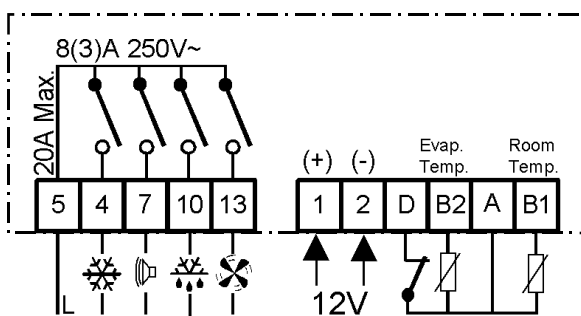 8(3)A 250V~
20A Max.
Evap.
Temp.
Room
Temp.
(+) (-)
5 4 7 10 13
1 2 D B2 A B1
L
12V